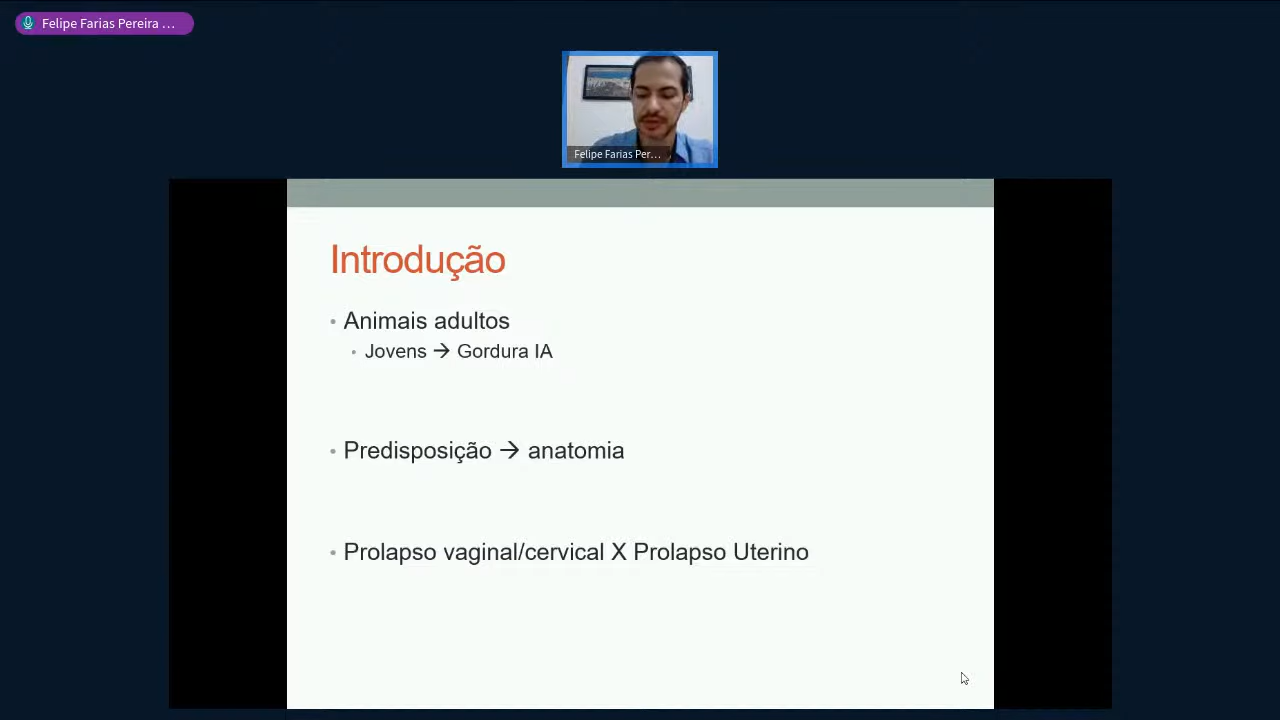 Felipe Farias Pereira ...
Felipe Farias Per...
Introdução
• Animais adultos
• Jovens → Gordura IA
• Predisposição → anatomia
• Prolapso vaginal/cervical X Prolapso Uterino